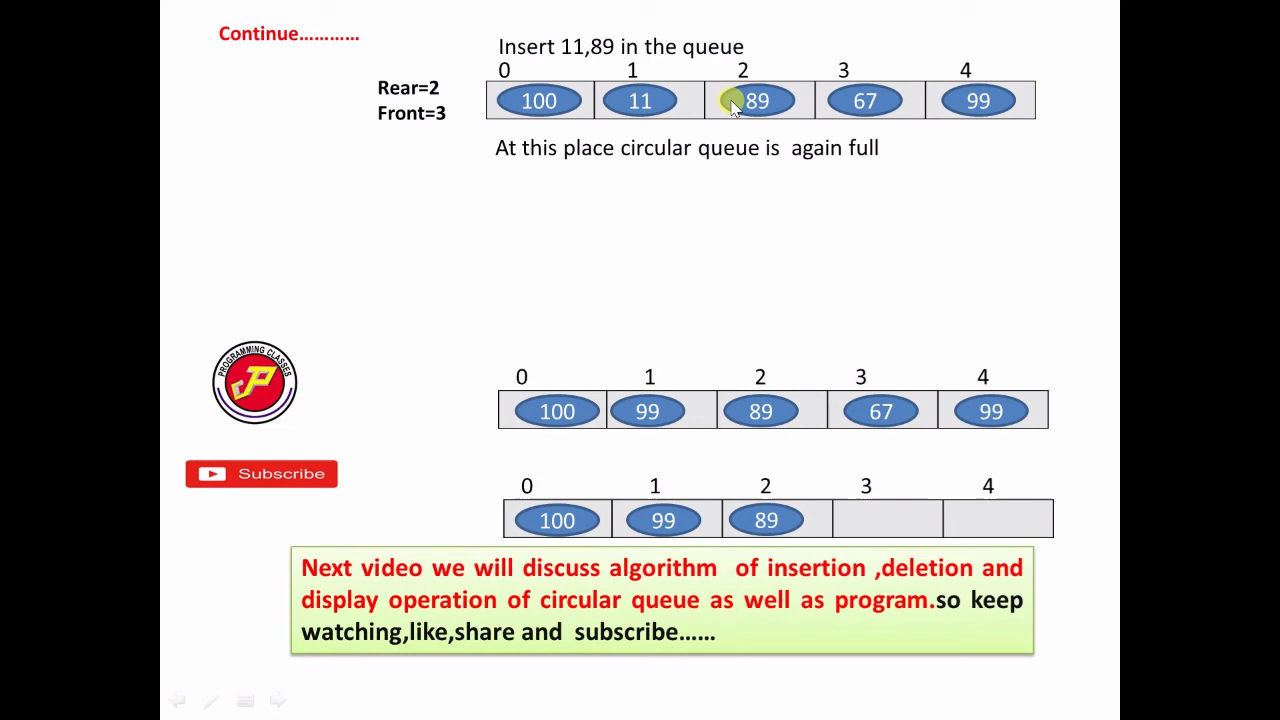 Continue............
Insert 11,89 in the queue
0 1 2 3 4
Rear=2
Front=3
100 11 89 67 99
At this place circular queue is again full
PROGRAMMING CLASSES
JP
0 1 2 3 4
100 99 89 67 99
Subscribe
0 1 2 3 4
100 99 89
Next video we will discuss algorithm of insertion ,deletion and
display operation of circular queue as well as program.so keep
watching,like,share and subscribe......